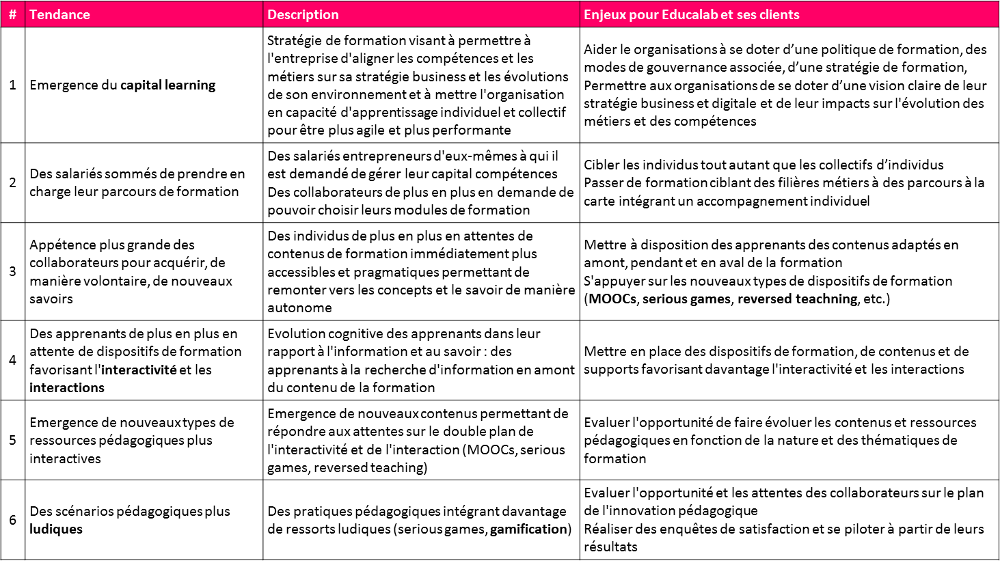 # Tendance Description Enjeux pour Educalab et ses clients
1
Emergence du capital learning
Stratégie de formation visant à permettre à
l'entreprise d'aligner les compétences et les
métiers sur sa stratégie business et les évolutions
de son environnement et à mettre l'organisation
en capacité d'apprentissage individuel et collectif
pour être plus agile et plus performante
Aider le organisations à se doter d’une politique de formation, des
modes de gouvernance associée, d’une stratégie de formation,
Permettre aux organisations de se doter d’une vision claire de leur
stratégie business et digitale et de leur impacts sur l'évolution des
métiers et des compétences
2
Des salariés sommés de prendre en
charge leur parcours de formation
Des salariés entrepreneurs d'eux-mêmes à qui il
est demandé de gérer leur capital compétences
Des collaborateurs de plus en plus en demande de
pouvoir choisir leurs modules de formation
Cibler les individus tout autant que les collectifs d’individus
Passer de formation ciblant des filières métiers à des parcours à la
carte intégrant un accompagnement individuel
3
Appétence plus grande des
collaborateurs pour acquérir, de
manière volontaire, de nouveaux
savoirs
Des individus de plus en plus en attentes de
contenus de formation immédiatement plus
accessibles et pragmatiques permettant de
remonter vers les concepts et le savoir de manière
autonome
Mettre à disposition des apprenants des contenus adaptés en
amont, pendant et en aval de la formation
S'appuyer sur les nouveaux types de dispositifs de formation
(MOOCs, serious games, reversed teachning, etc.)
4
Des apprenants de plus en plus en
attente de dispositifs de formation
favorisant l'interactivité et les
interactions
Evolution cognitive des apprenants dans leur
rapport à l'information et au savoir : des
apprenants à la recherche d'information en amont
du contenu de la formation
Mettre en place des dispositifs de formation, de contenus et de
supports favorisant davantage l'interactivité et les interactions
5
Emergence de nouveaux types de
ressources pédagogiques plus
interactives
Emergence de nouveaux contenus permettant de
répondre aux attentes sur le double plan de
l'interactivité et de l'interaction (MOOCs, serious
games, reversed teaching)
Evaluer l'opportunité de faire évoluer les contenus et ressources
pédagogiques en fonction de la nature et des thématiques de
formation
6
Des scénarios pédagogiques plus
ludiques
Des pratiques pédagogiques intégrant davantage
de ressorts ludiques (serious games, gamification)
Evaluer l'opportunité et les attentes des collaborateurs sur le plan
de l'innovation pédagogique
Réaliser des enquêtes de satisfaction et se piloter à partir de leurs
résultats